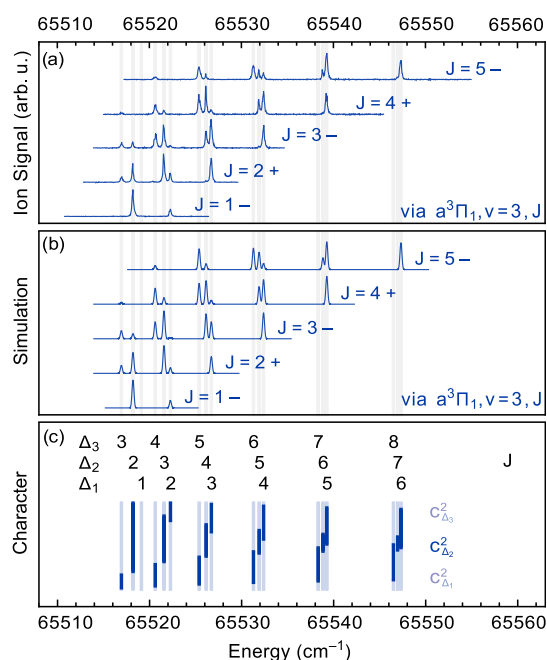 65510 65520 65530 65540 65550 65560
(a)
Ion Signal (arb. u.)
J = 5 −
J = 4 +
J = 3 −
J = 2 +
J = 1 −
via a³Π₁, v = 3, J
(b)
Simulation
J = 5 −
J = 4 +
J = 3 −
J = 2 +
J = 1 −
via a³Π₁, v = 3, J
(c)
Character
Δ₃ 3 4 5 6 7 8
Δ₂ 2 3 4 5 6 7 J
Δ₁ 1 2 3 4 5 6
c²Δ₃
c²Δ₂
c²Δ₁
65510 65520 65530 65540 65550 65560
Energy (cm⁻¹)